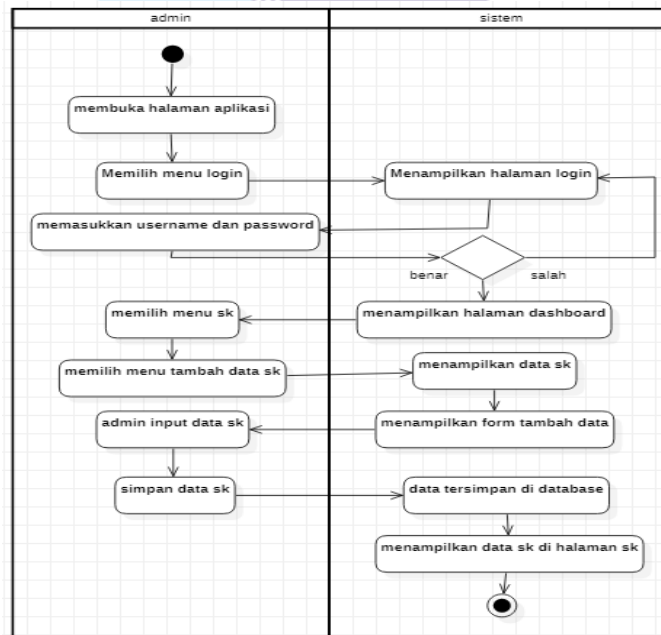 admin
sistem
membuka halaman aplikasi
Memilih menu login
Menampilkan halaman login
memasukkan username dan password
benar
salah
menampilkan halaman dashboard
memilih menu sk
memilih menu tambah data sk
menampilkan data sk
menampilkan form tambah data
admin input data sk
simpan data sk
data tersimpan di database
menampilkan data sk di halaman sk